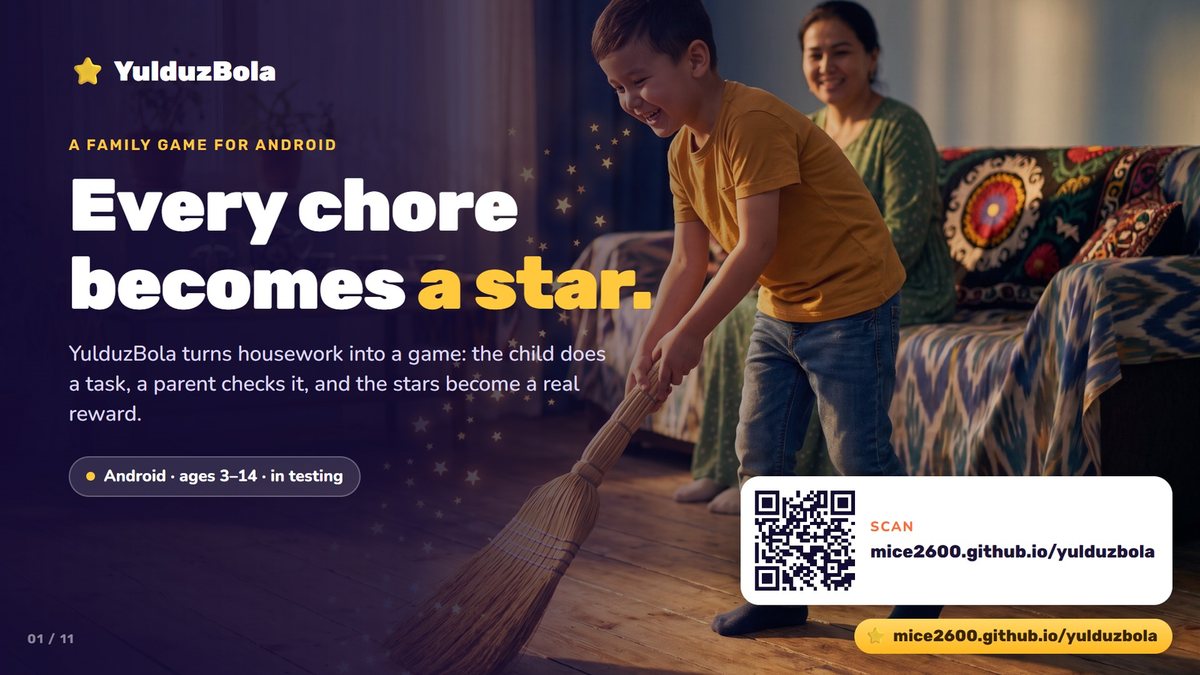 YulduzBola
A FAMILY GAME FOR ANDROID
Every chore
becomes a star.
YulduzBola turns housework into a game: the child does
a task, a parent checks it, and the stars become a real
reward.
Android · ages 3–14 · in testing
SCAN
mice2600.github.io/yulduzbola
mice2600.github.io/yulduzbola
01 / 11